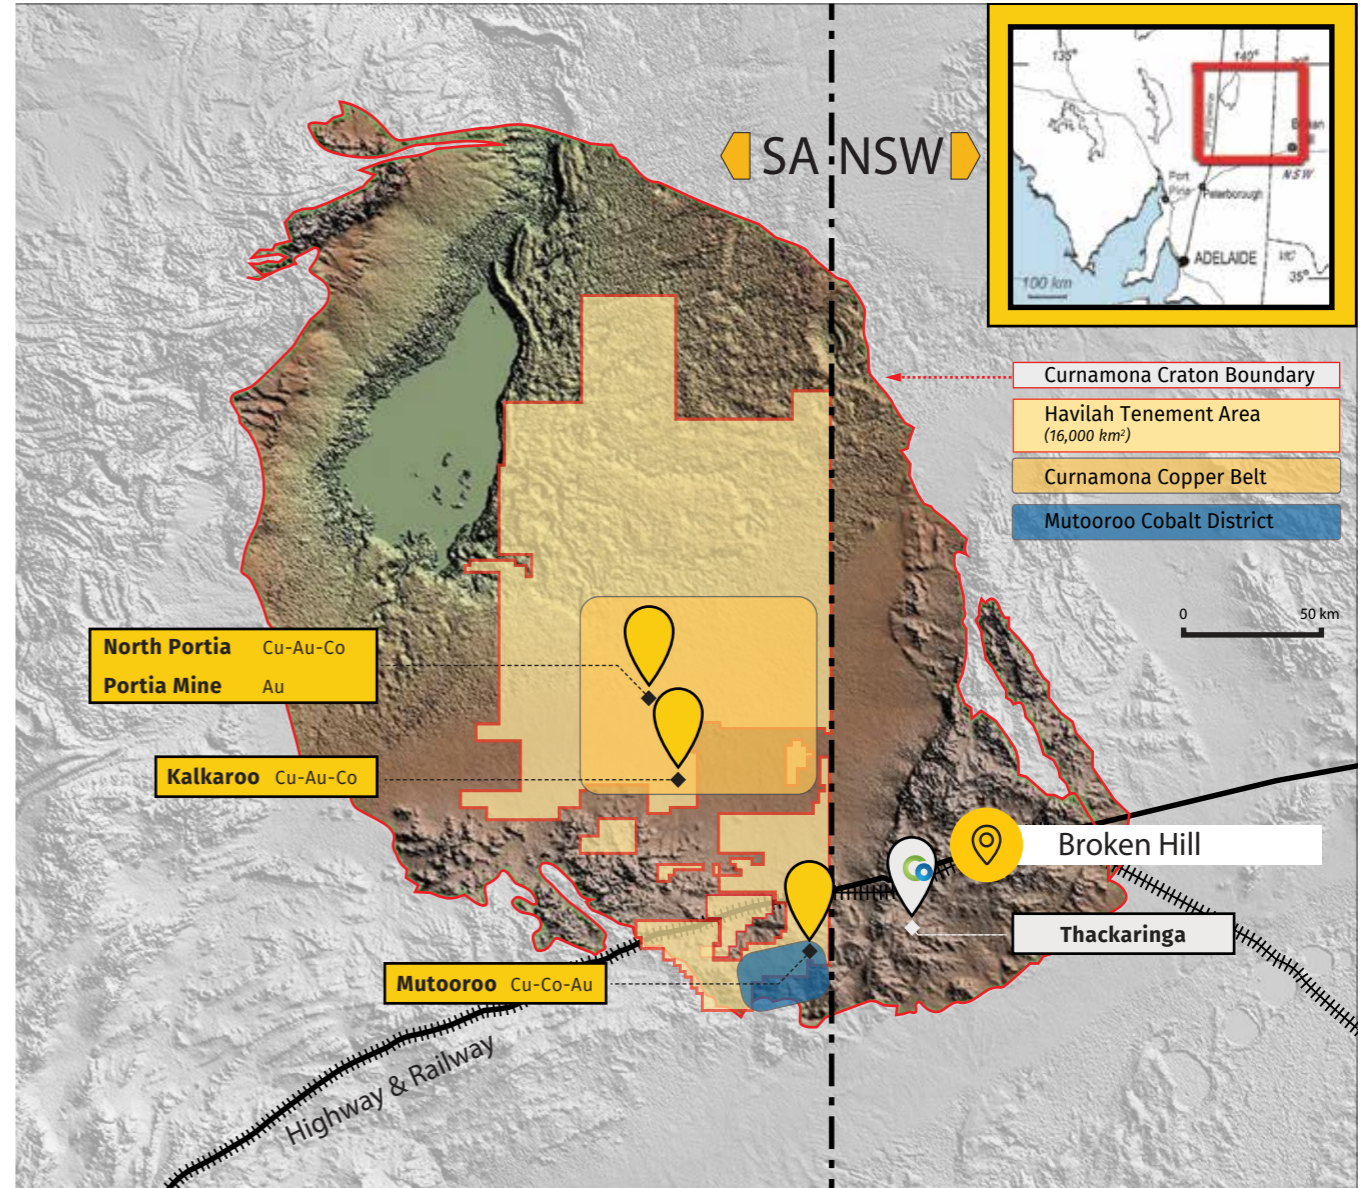 SA NSW
135°
140°
Port
Pirie
Peterborough
NSW
ADELAIDE
35°
100 km
Curnamona Craton Boundary
Havilah Tenement Area
(16,000 km²)
Curnamona Copper Belt
Mutooroo Cobalt District
0 50 km
North Portia Cu-Au-Co
Portia Mine Au
Kalkaroo Cu-Au-Co
Broken Hill
Thackaringa
Mutooroo Cu-Co-Au
Highway & Railway